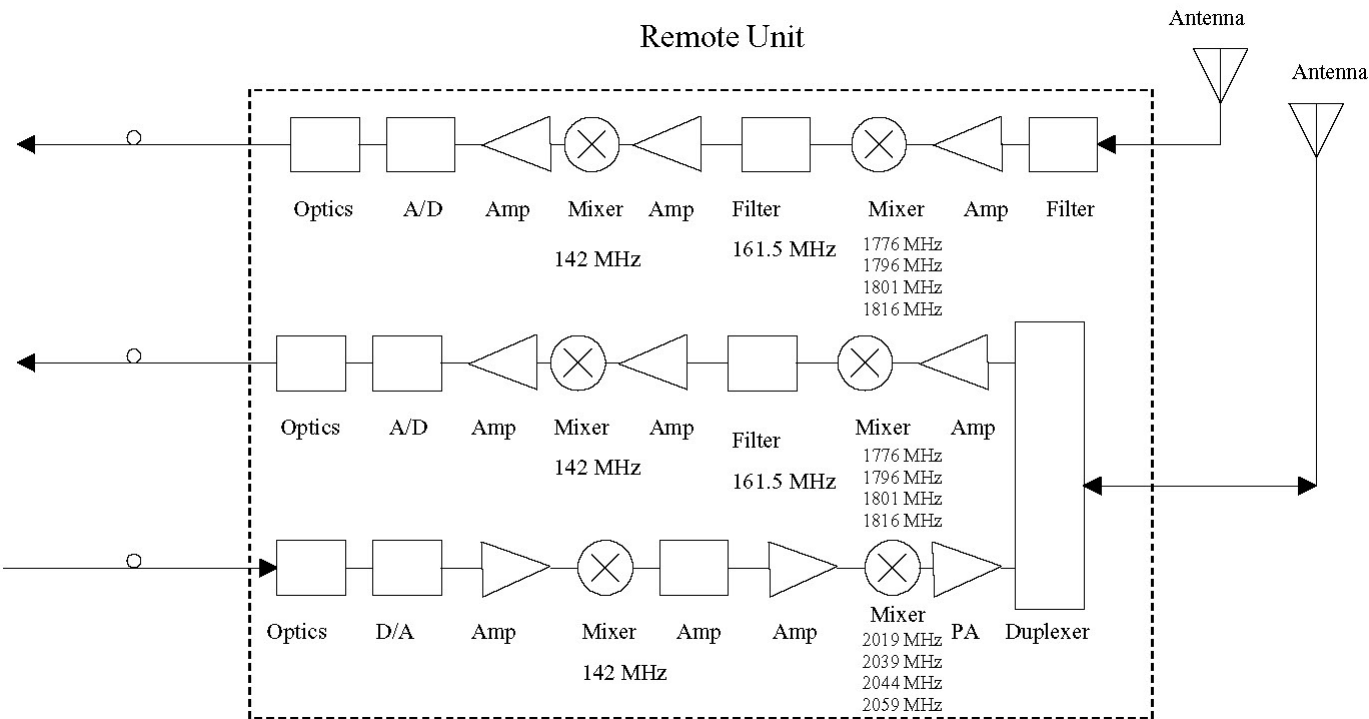 Antenna
Remote Unit
Antenna
Optics A/D Amp Mixer Amp Filter Mixer Amp Filter
142 MHz 161.5 MHz 1776 MHz
1796 MHz
1801 MHz
1816 MHz
Optics A/D Amp Mixer Amp Filter Mixer Amp
142 MHz 161.5 MHz 1776 MHz
1796 MHz
1801 MHz
1816 MHz
Optics D/A Amp Mixer Amp Amp Mixer PA Duplexer
142 MHz 2019 MHz
2039 MHz
2044 MHz
2059 MHz